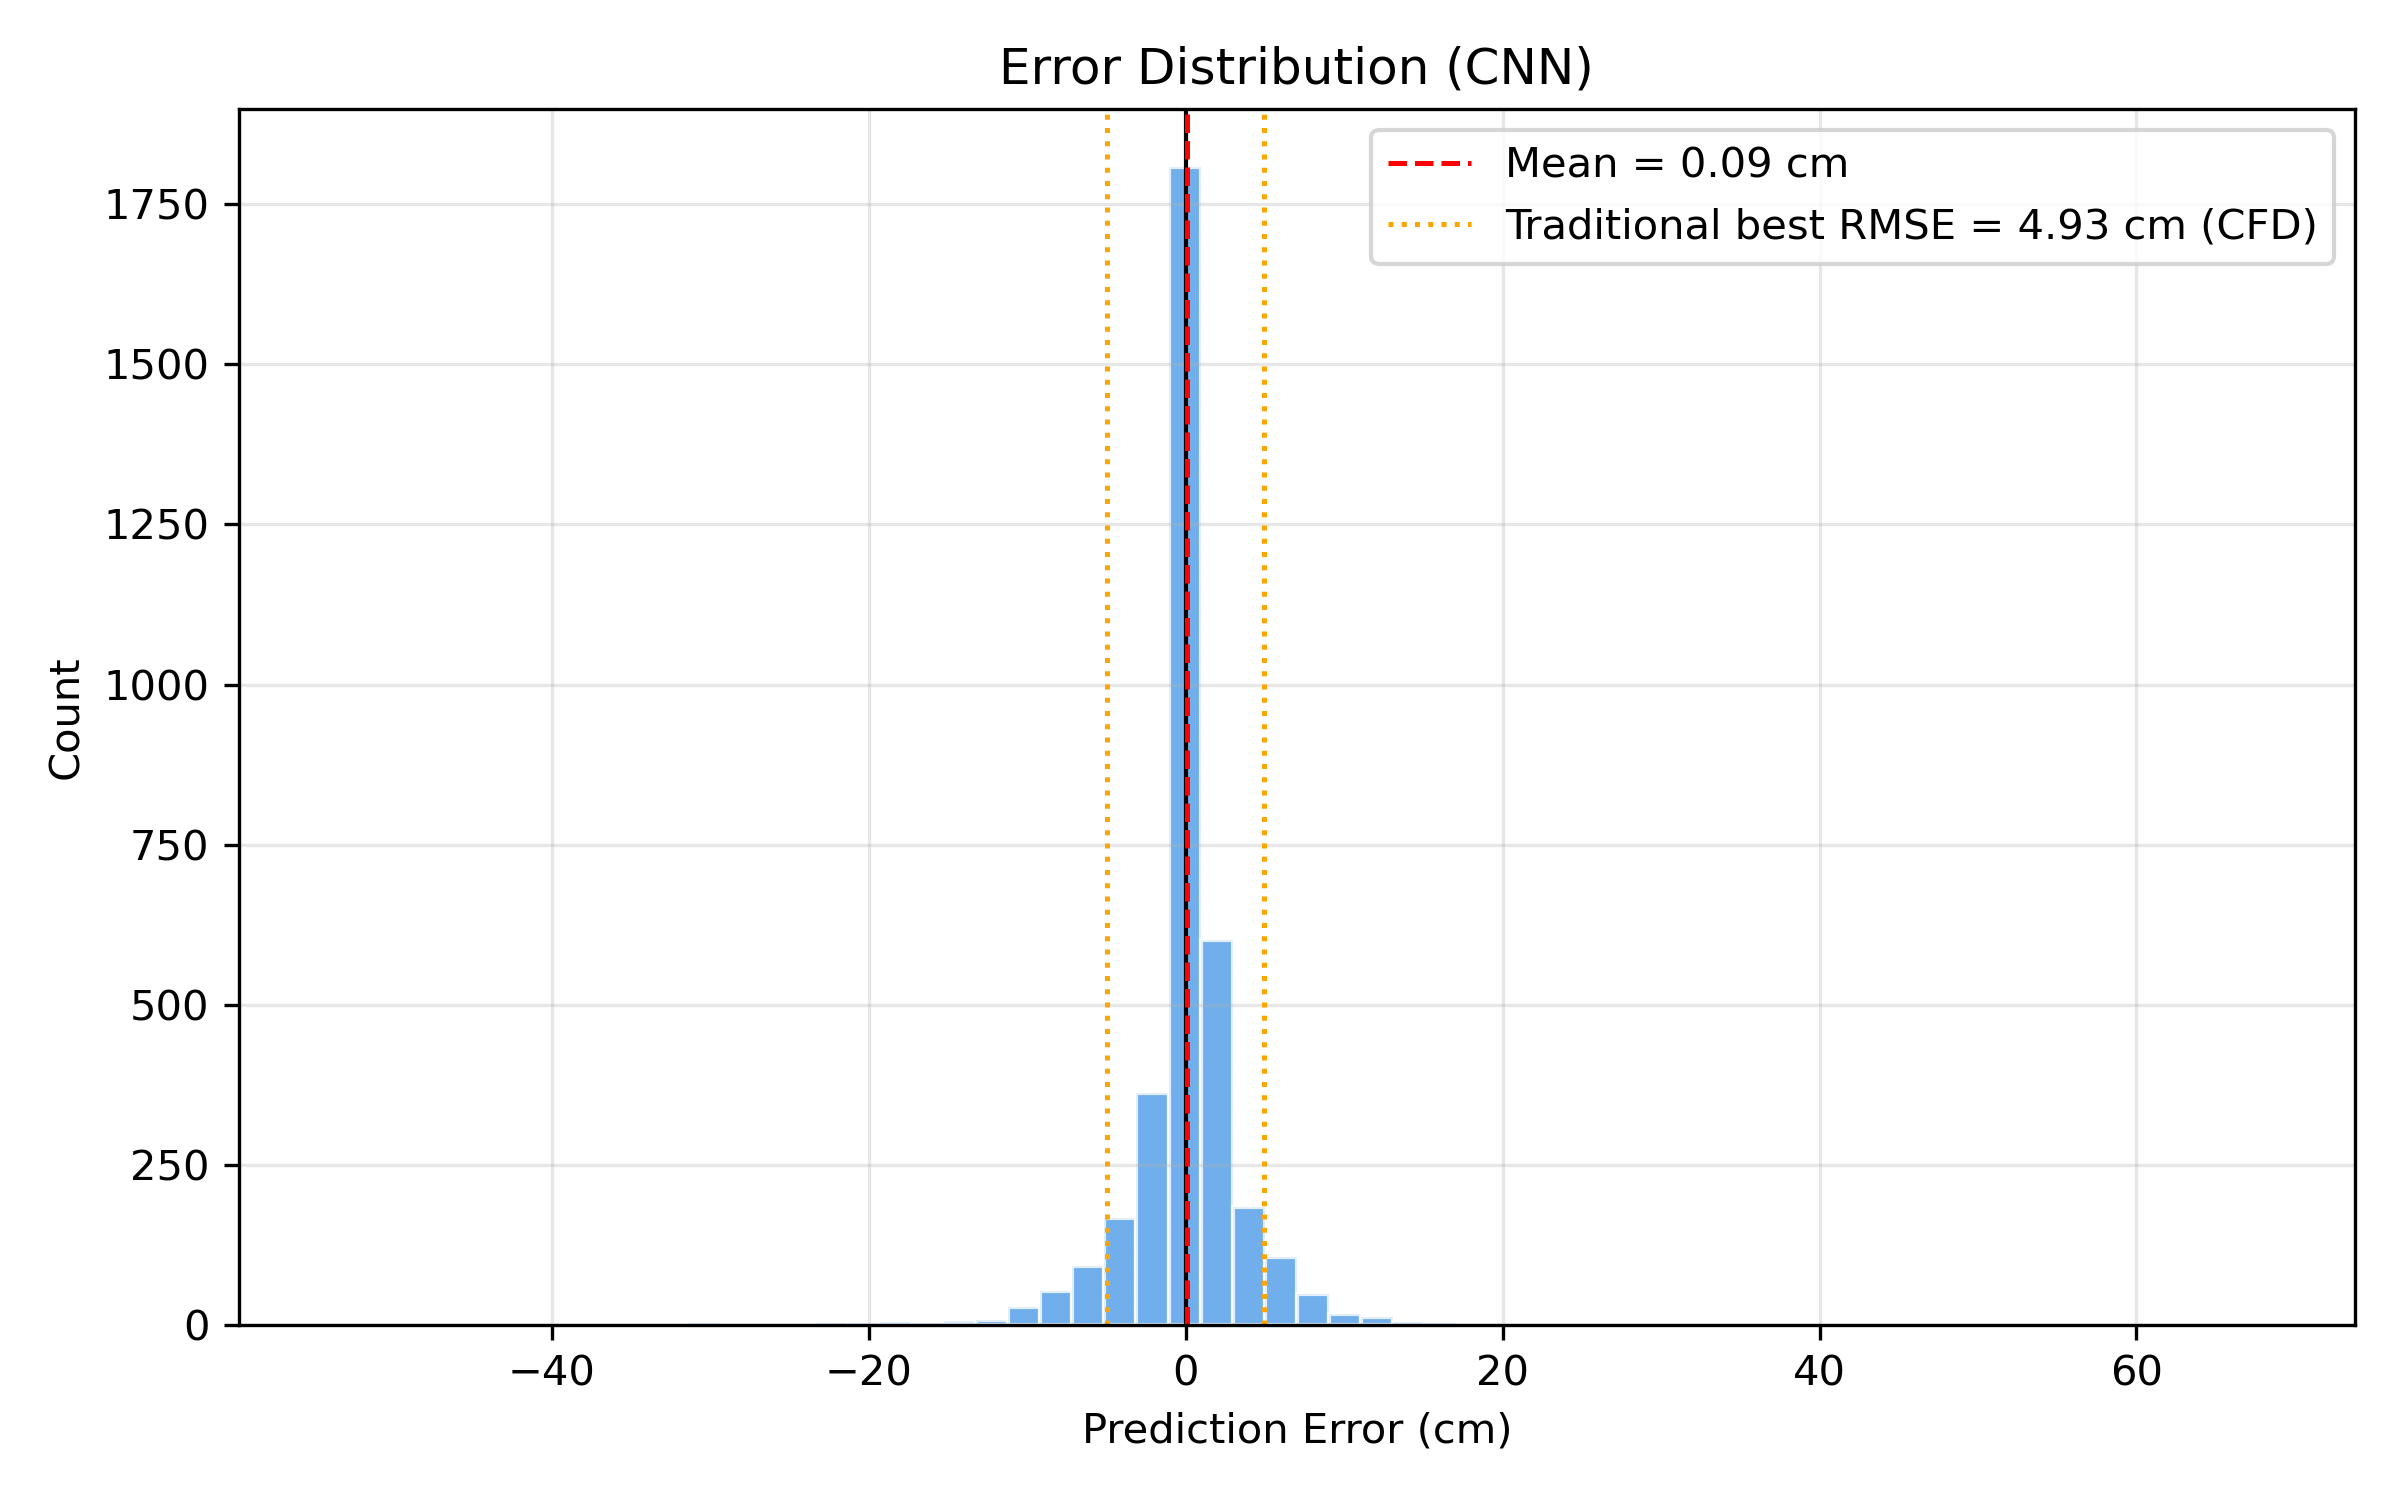 Error Distribution (CNN)
Mean = 0.09 cm
Traditional best RMSE = 4.93 cm (CFD)
Count
1750
1500
1250
1000
750
500
250
0
−40
−20
0
20
40
60
Prediction Error (cm)